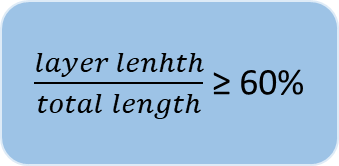 layer lenhth
total length
≥ 60%